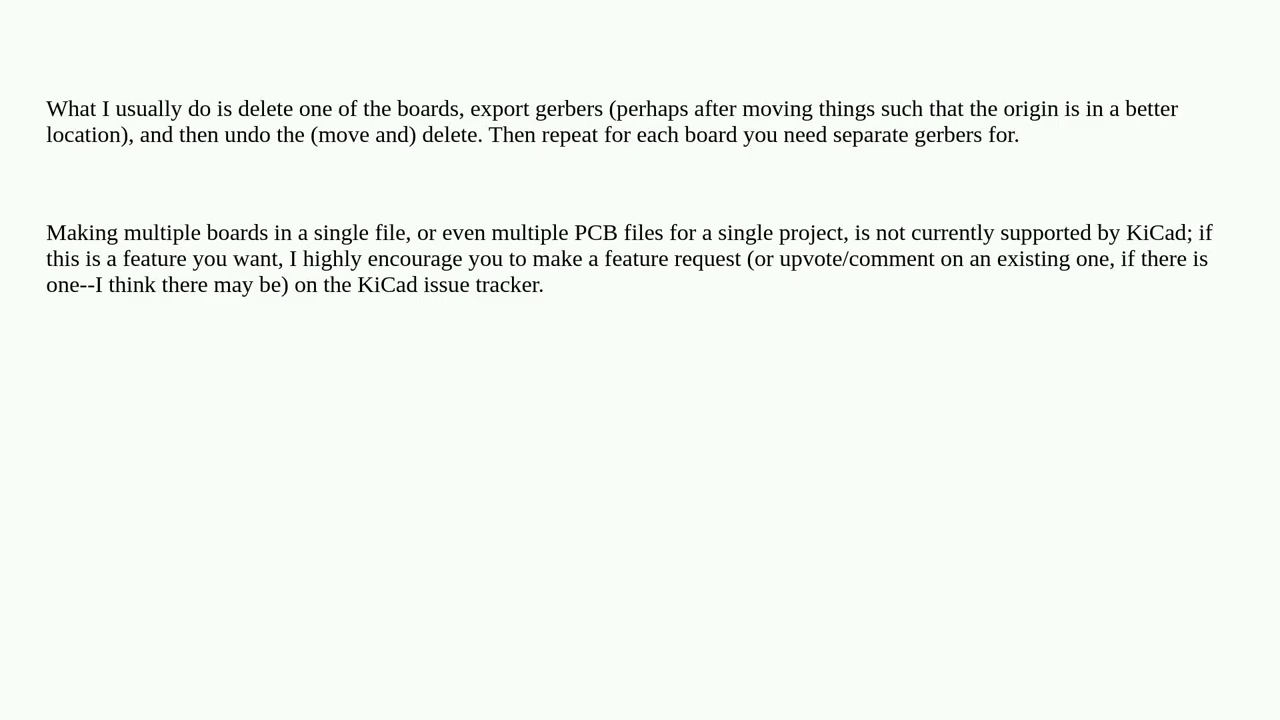 What I usually do is delete one of the boards, export gerbers (perhaps after moving things such that the origin is in a better
location), and then undo the (move and) delete. Then repeat for each board you need separate gerbers for.
Making multiple boards in a single file, or even multiple PCB files for a single project, is not currently supported by KiCad; if
this is a feature you want, I highly encourage you to make a feature request (or upvote/comment on an existing one, if there is
one--I think there may be) on the KiCad issue tracker.